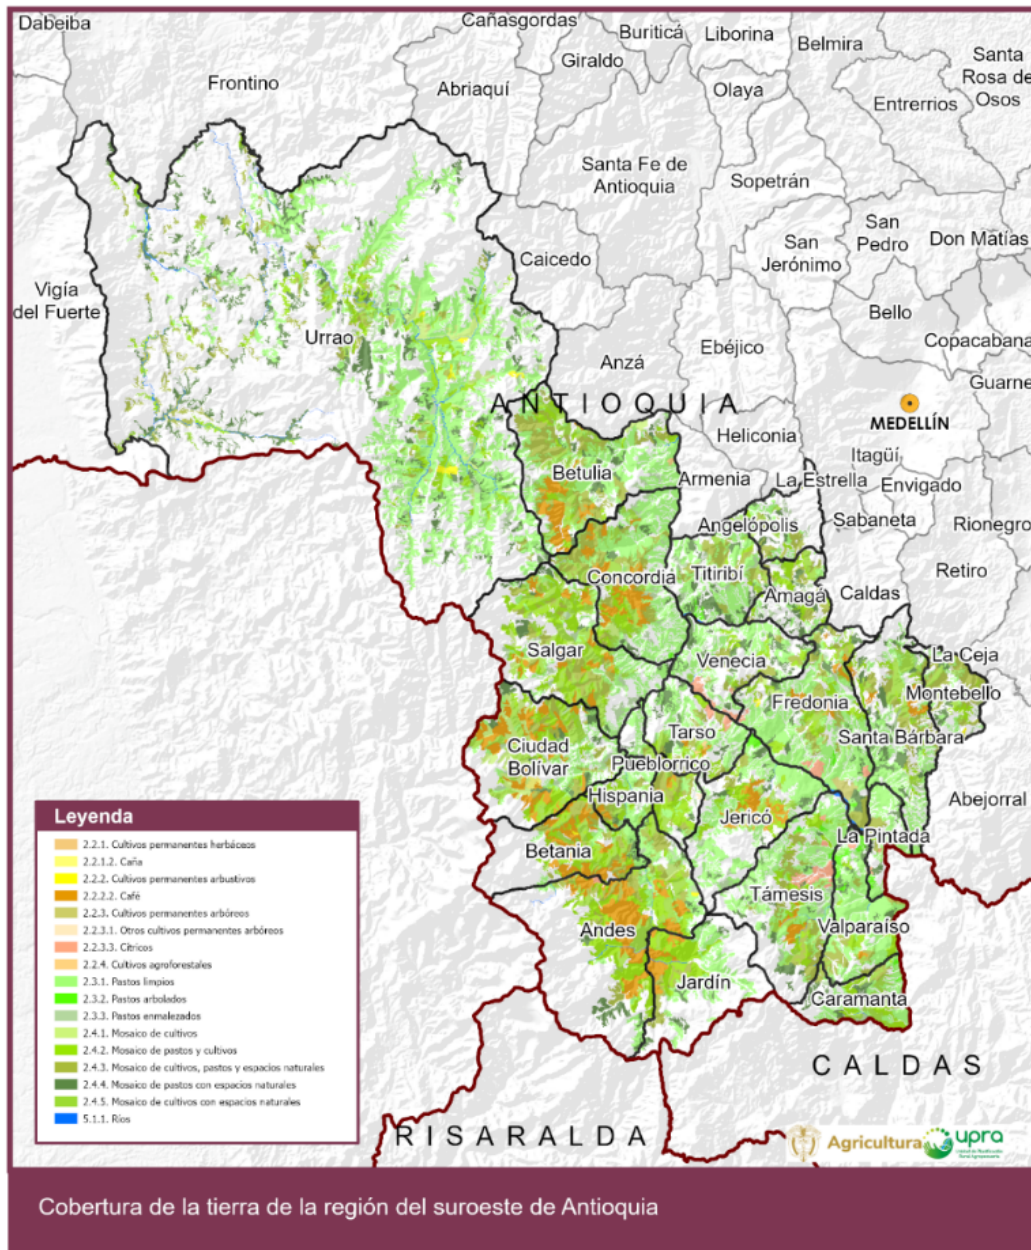 Dabeiba
Cañasgordas
Buriticá
Liborina
Belmira
Santa
Rosa de
Osos
Giraldo
Frontino
Abriaquí
Olaya
Entrerrios
Santa Fe de
Antioquia
Sopetrán
San
Pedro
Don Matías
San
Jerónimo
Caicedo
Vigía
del Fuerte
Bello
Urrao
Copacabana
Ebéjico
Anzá
Guarne
ANTIOQUIA
MEDELLÍN
Heliconia
Itagüí
Betulia
Armenia
La Estrella
Envigado
Angelópolis
Sabaneta
Rionegro
Concordia
Titiribí
Retiro
Amagá
Caldas
Salgar
Venecia
La Ceja
Fredonia
Montebello
Tarso
Santa Bárbara
Ciudad
Bolívar
Pueblorrico
Hispania
Jericó
Abejorral
La Pintada
Betania
Támesis
Andes
Valparaíso
Jardín
Caramanta
CALDAS
RISARALDA
Leyenda
2.2.1. Cultivos permanentes herbáceos
2.2.1.2. Caña
2.2.2. Cultivos permanentes arbustivos
2.2.2.2. Café
2.2.3. Cultivos permanentes arbóreos
2.2.3.1. Otros cultivos permanentes arbóreos
2.2.3.3. Cítricos
2.2.4. Cultivos agroforestales
2.3.1. Pastos limpios
2.3.2. Pastos arbolados
2.3.3. Pastos enmalezados
2.4.1. Mosaico de cultivos
2.4.2. Mosaico de pastos y cultivos
2.4.3. Mosaico de cultivos, pastos y espacios naturales
2.4.4. Mosaico de pastos con espacios naturales
2.4.5. Mosaico de cultivos con espacios naturales
5.1.1. Ríos
Agricultura
upra
Cobertura de la tierra de la región del suroeste de Antioquia